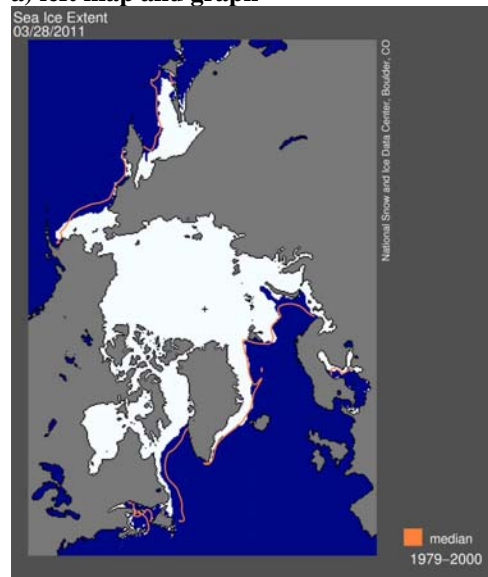 a) left map and graph
Sea Ice Extent
03/28/2011
National Snow and Ice Data Center, Boulder, CO
median
1979–2000